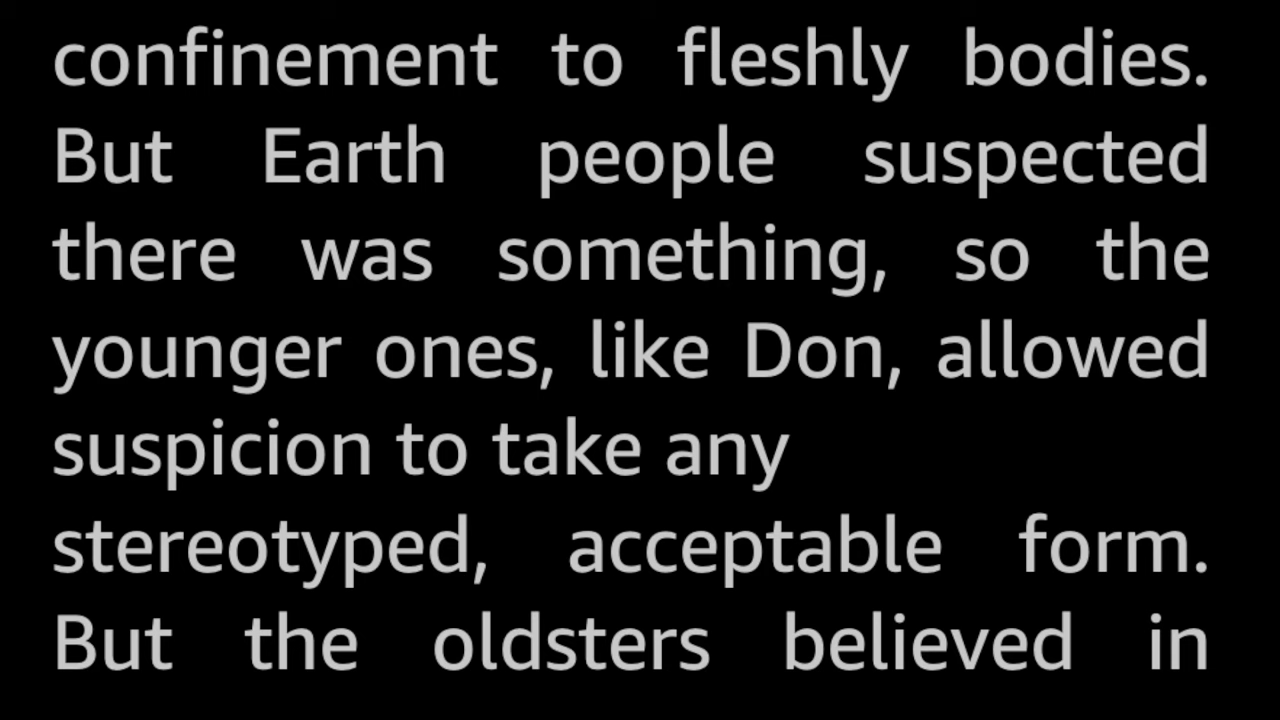 confinement to fleshly bodies.
But Earth people suspected
there was something, so the
younger ones, like Don, allowed
suspicion to take any
stereotyped, acceptable form.
But the oldsters believed in